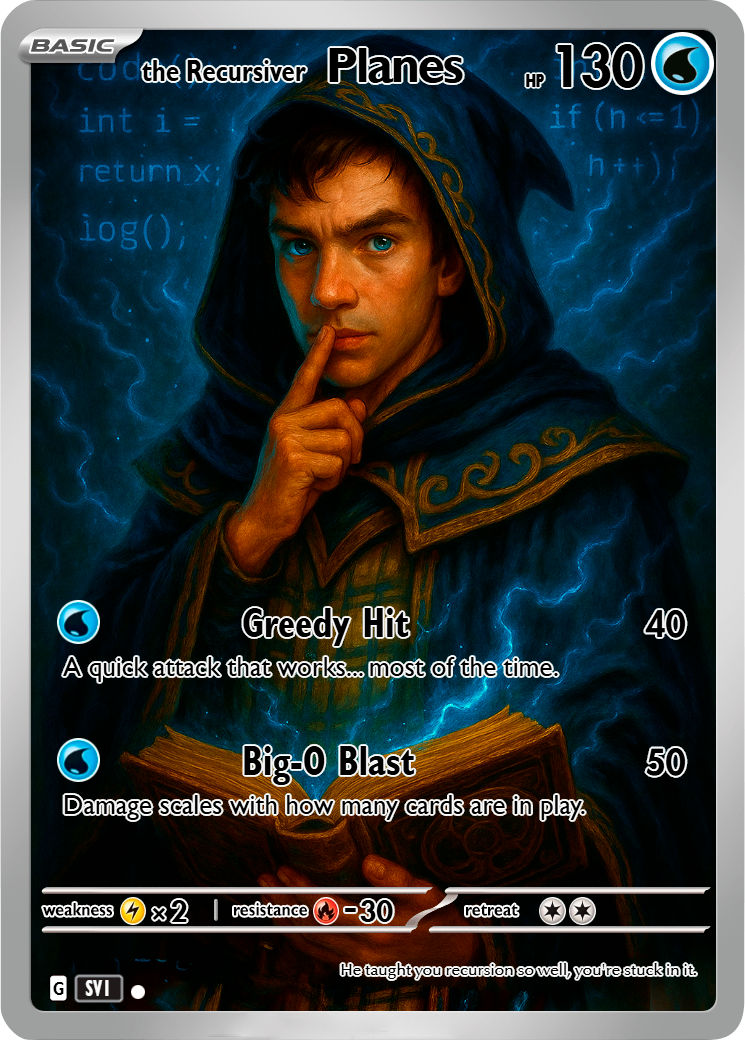 BASIC
the Recursiver Planes HP 130
int i = if (n <= 1)
return x; n++);
log();
Greedy Hit 40
A quick attack that works... most of the time.
Big-O Blast 50
Damage scales with how many cards are in play.
weakness ×2 | resistance -30 retreat
He taught you recursion so well, you're stuck in it.
G SVI